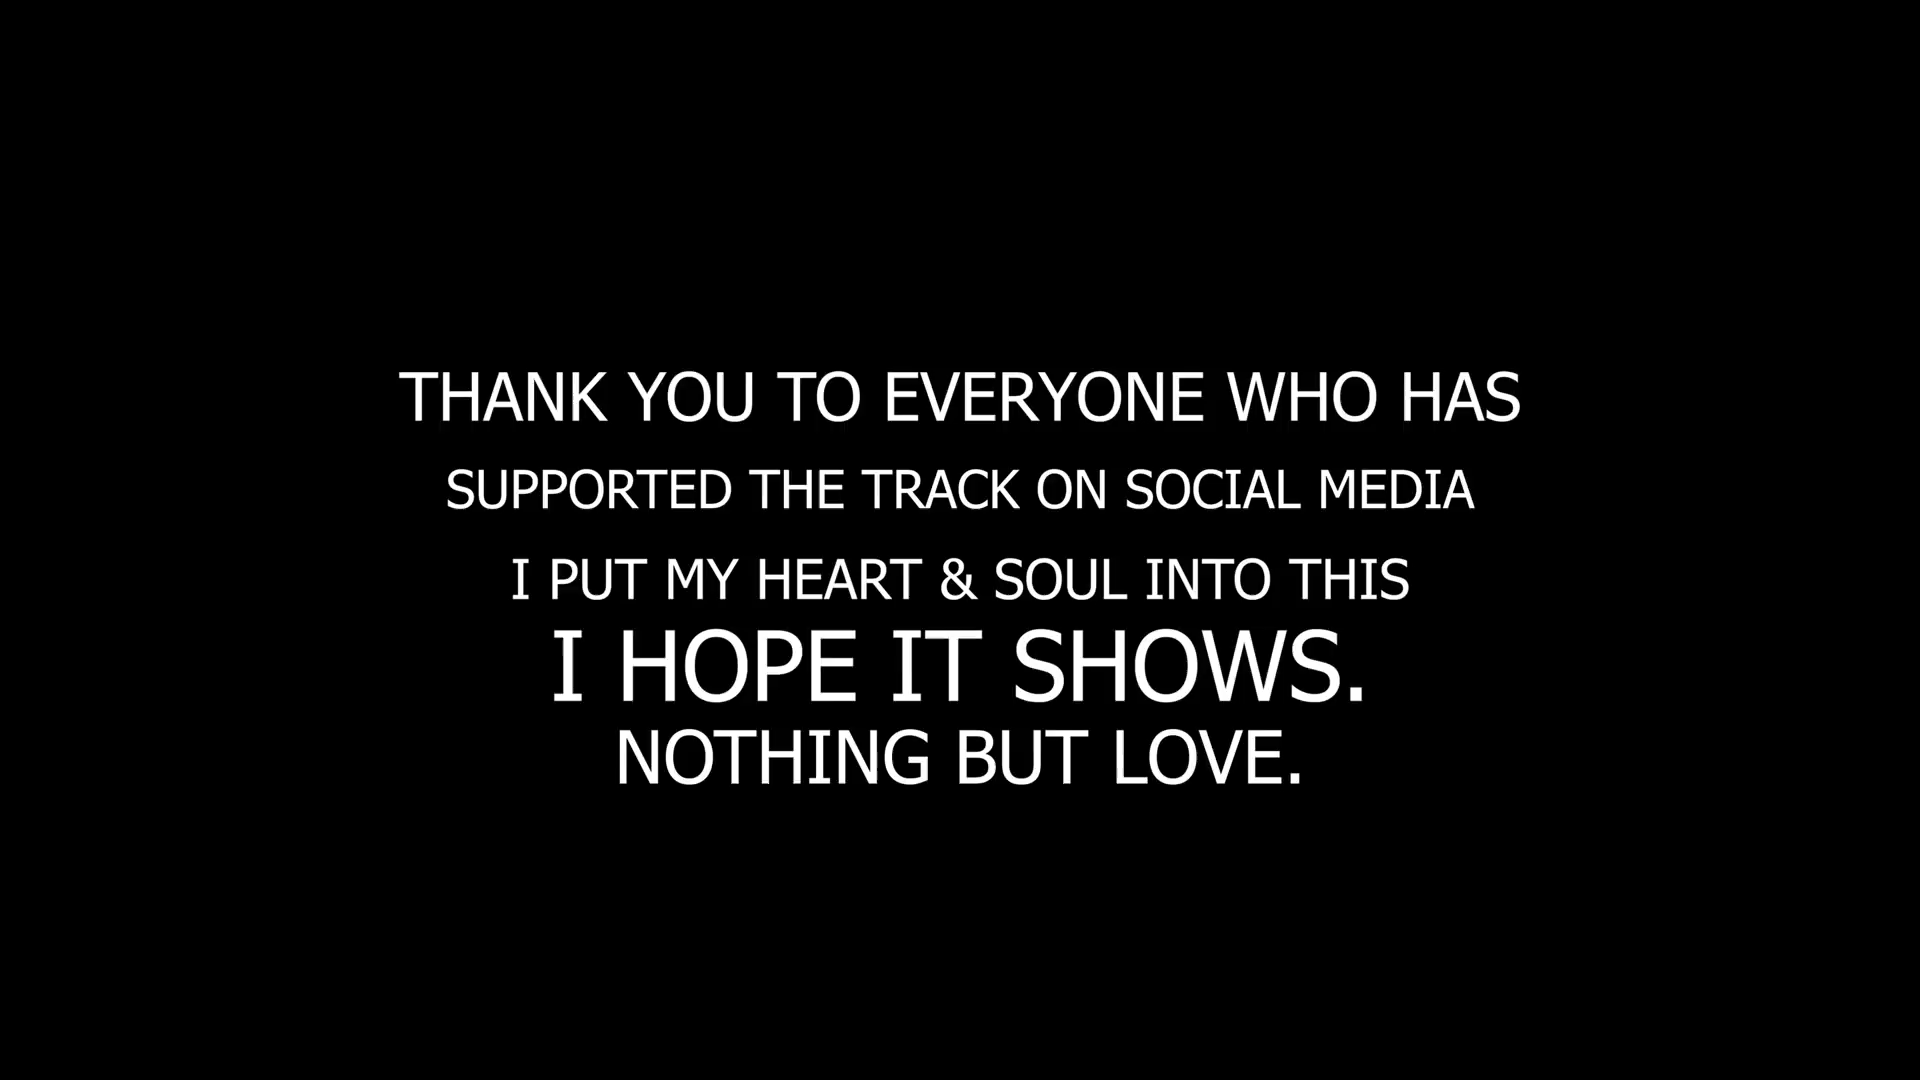 THANK YOU TO EVERYONE WHO HAS
SUPPORTED THE TRACK ON SOCIAL MEDIA
I PUT MY HEART & SOUL INTO THIS
I HOPE IT SHOWS.
NOTHING BUT LOVE.